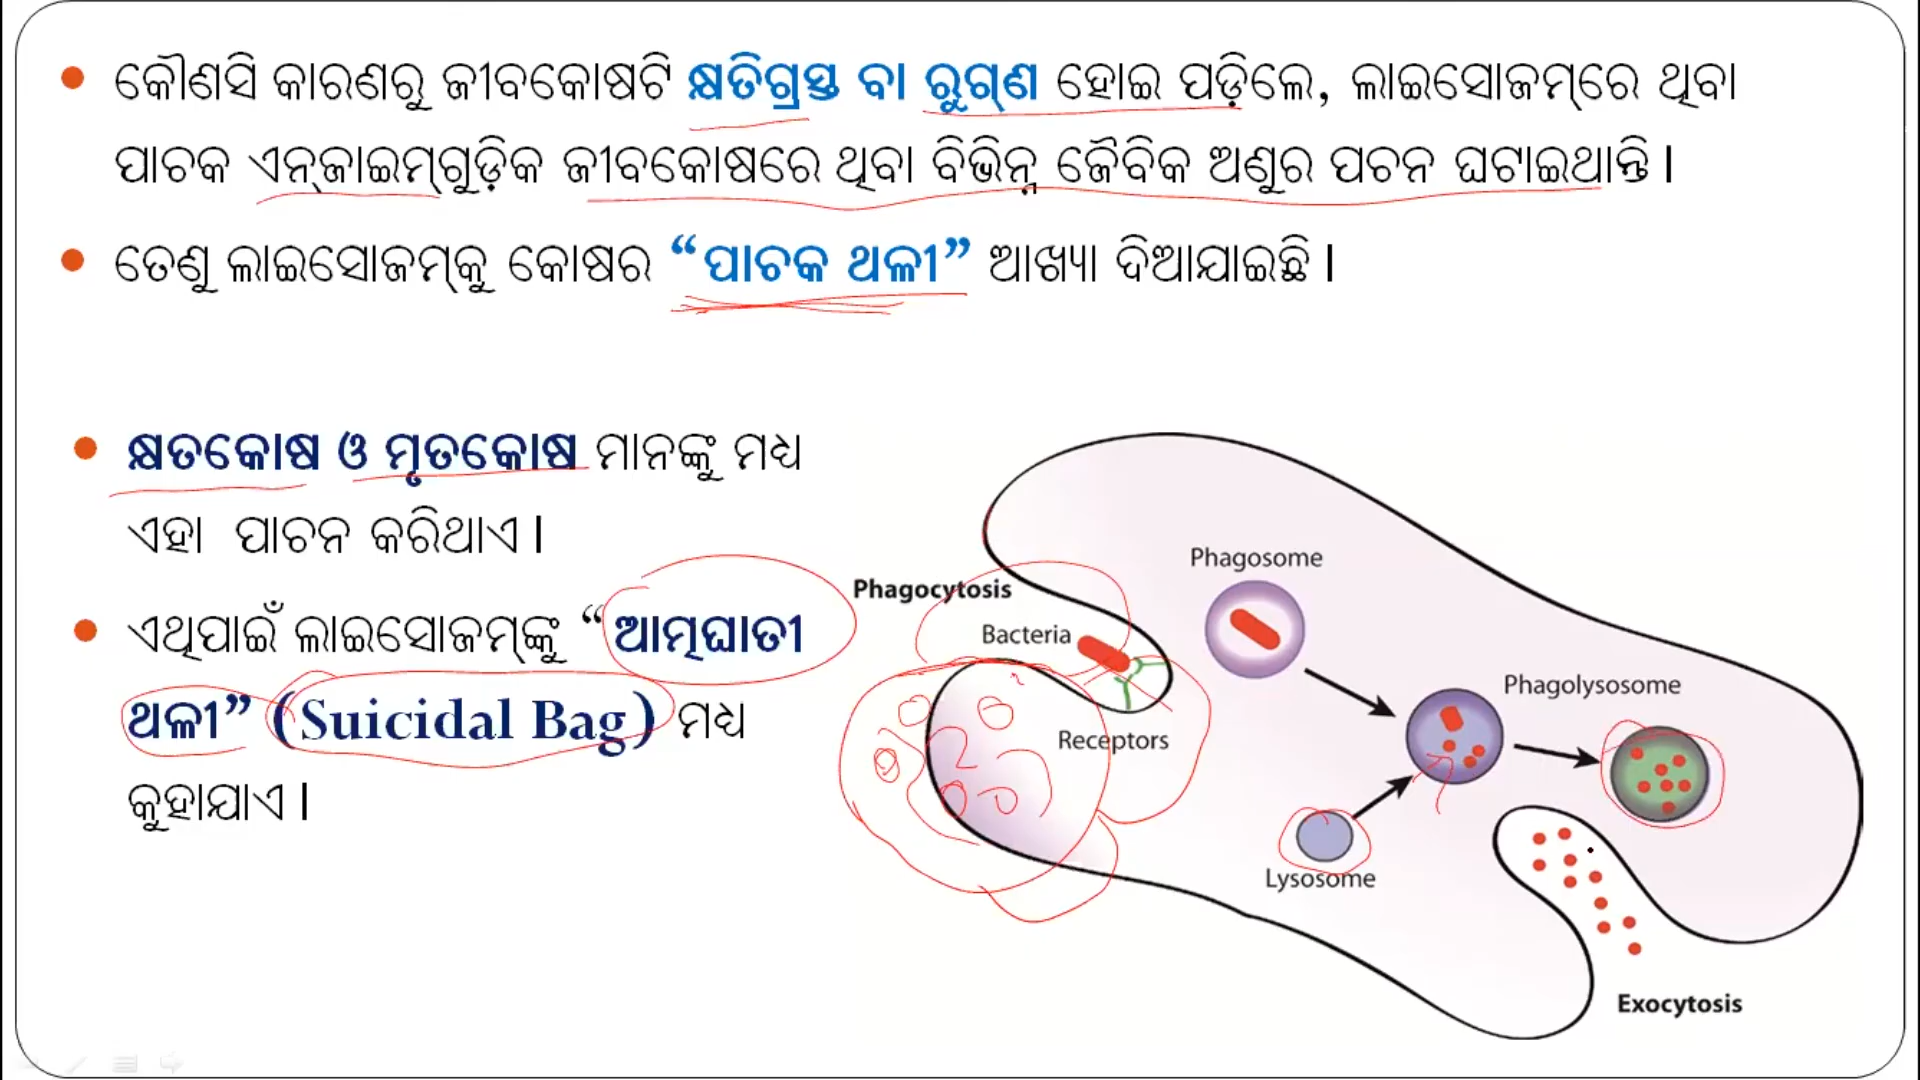 କୌଣସି କାରଣରୁ ଜୀବକୋଷଟି କ୍ଷତିଗ୍ରସ୍ତ ବା ରୁଗ୍‌ଣ ହୋଇ ପଡ଼ିଲେ, ଲାଇସୋଜମ୍‌ରେ ଥିବା
ପାଚକ ଏନ୍‌ଜାଇମ୍‌ଗୁଡ଼ିକ ଜୀବକୋଷରେ ଥିବା ବିଭିନ୍ନ ଜୈବିକ ଅଣୁର ପଚନ ଘଟାଇଥାନ୍ତି ।
ତେଣୁ ଲାଇସୋଜମ୍‌କୁ କୋଷର “ପାଚକ ଥଳୀ” ଆଖ୍ୟା ଦିଆଯାଇଛି ।
କ୍ଷତକୋଷ ଓ ମୃତକୋଷ ମାନଙ୍କୁ ମଧ୍ୟ
ଏହା ପାଚନ କରିଥାଏ ।
ଏଥିପାଇଁ ଲାଇସୋଜମ୍‌ଙ୍କୁ “ଆତ୍ମଘାତୀ
ଥଳୀ” (Suicidal Bag) ମଧ୍ୟ
କୁହାଯାଏ ।
Phagosome
Phagocytosis
Bacteria
Phagolysosome
Receptors
Lysosome
Exocytosis